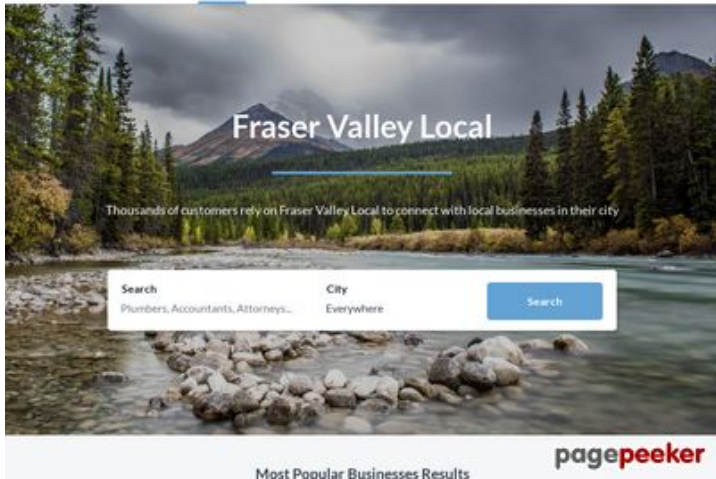 Fraser Valley Local
Thousands of customers rely on Fraser Valley Local to connect with local businesses in their city
Search
City
Plumbers, Accountants, Attorneys...
Everywhere
Search
Most Popular Businesses Results
pagepeeker